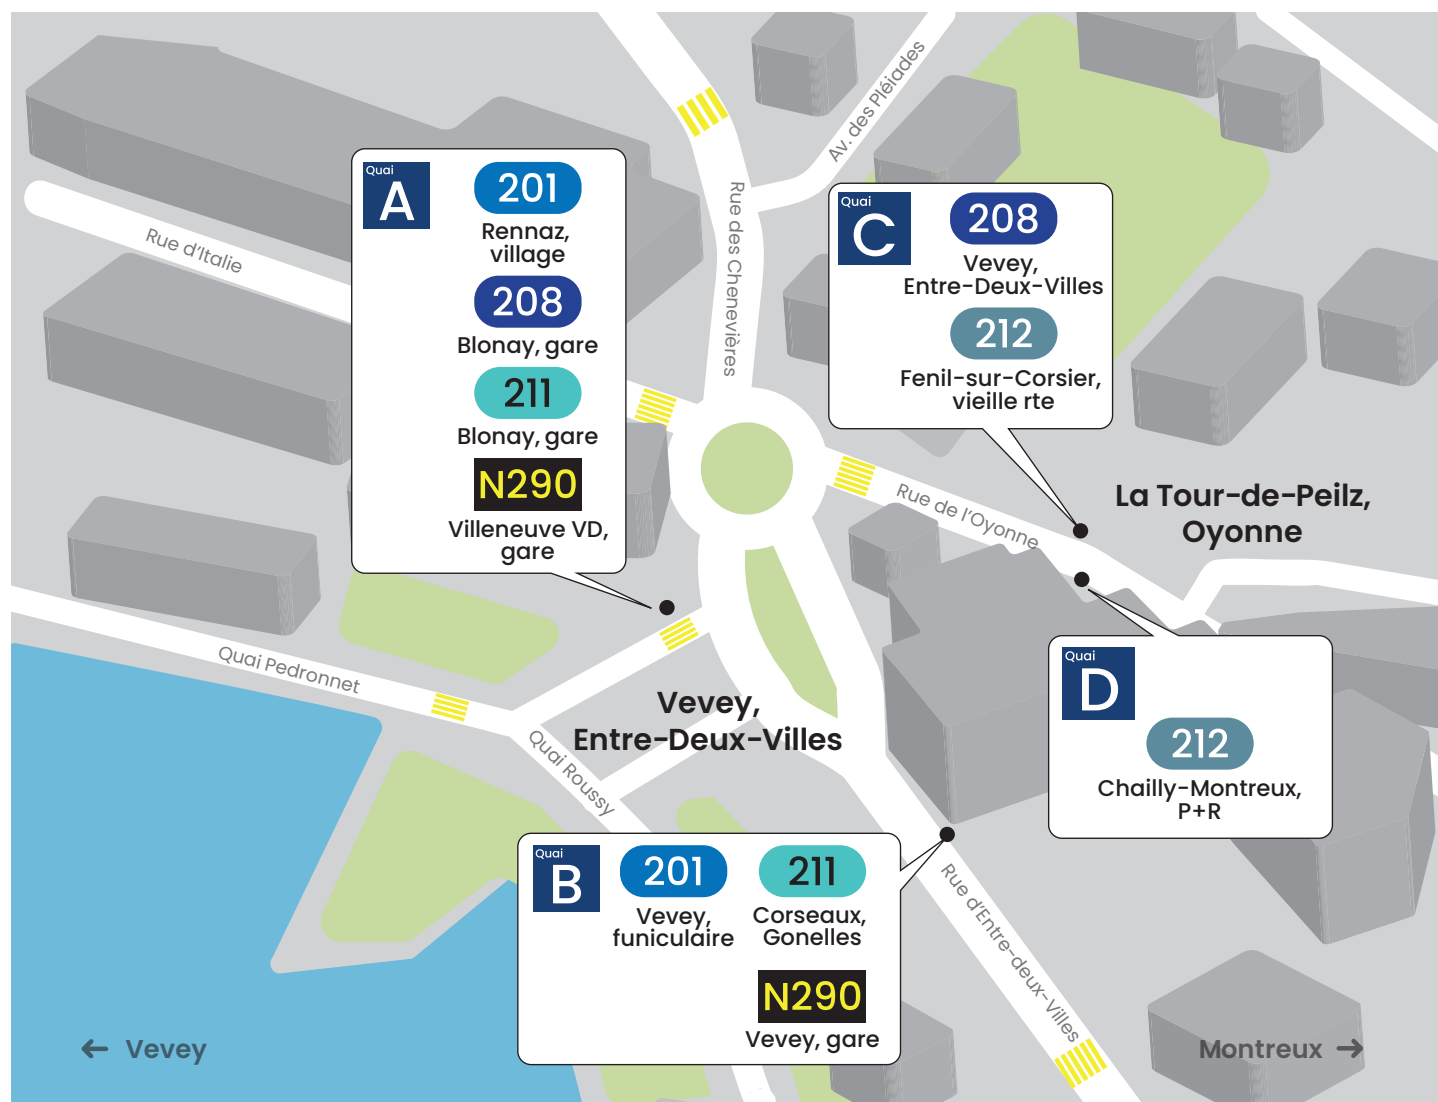 Av. des Pléiades
Rue d'Italie
Rue des Chenevières
Quai
A
201
Rennaz,
village
208
Blonay, gare
211
Blonay, gare
N290
Villeneuve VD,
gare
Quai
C
208
Vevey,
Entre-Deux-Villes
212
Fenil-sur-Corsier,
vieille rte
Rue de l'Oyonne
La Tour-de-Peilz,
Oyonne
Quai Pedronnet
Vevey,
Entre-Deux-Villes
Quai Roussy
Quai
D
212
Chailly-Montreux,
P+R
Quai
B
201
Vevey,
funiculaire
211
Corseaux,
Gonelles
N290
Vevey, gare
Rue d'Entre-deux-Villes
← Vevey
Montreux →